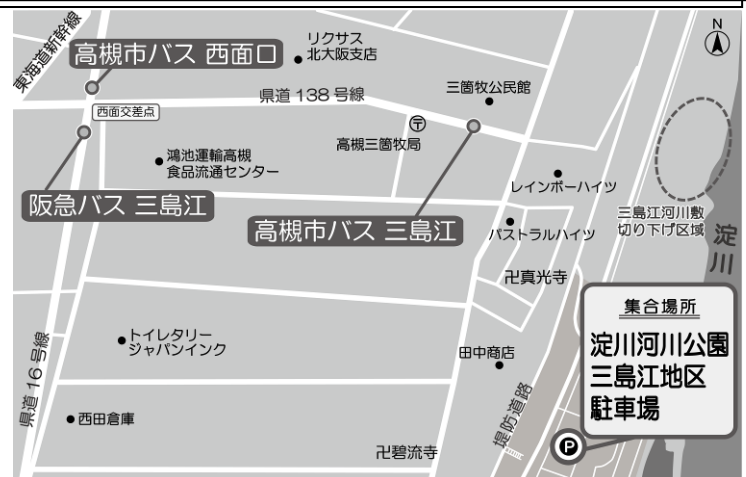 東海道新幹線
高槻市バス 西面口
リクサス
北大阪支店
N
県道 138 号線
三箇牧公民館
西面交差点
〒
高槻三箇牧局
鴻池運輸高槻
食品流通センター
レインボーハイツ
阪急バス 三島江
高槻市バス 三島江
パストラルハイツ
三島江河川敷
切り下げ区域
淀川
卍真光寺
集合場所
淀川河川公園
三島江地区
駐車場
トイレタリー
ジャパンインク
田中商店
県道 16 号線
堤防道路
西田倉庫
卍碧流寺
P